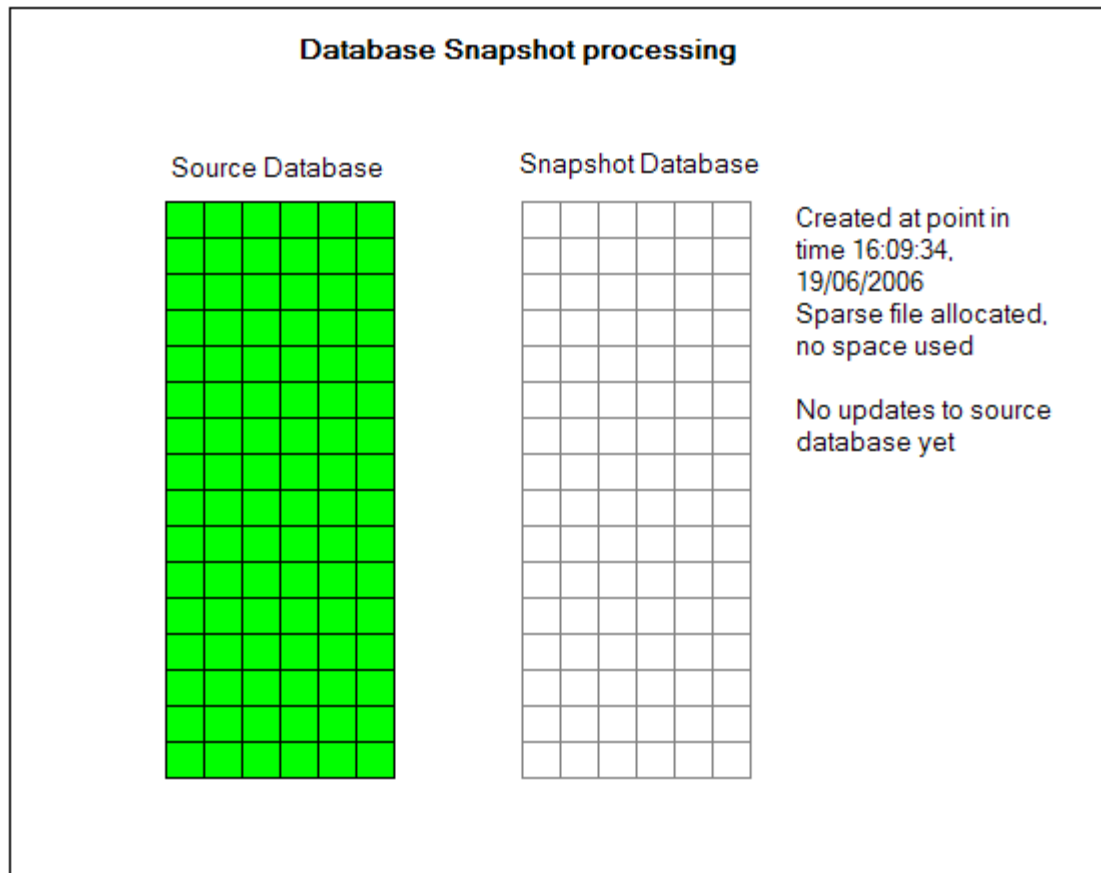 Database Snapshot processing
Source Database
Snapshot Database
Created at point in
time 16:09:34,
19/06/2006
Sparse file allocated,
no space used
No updates to source
database yet